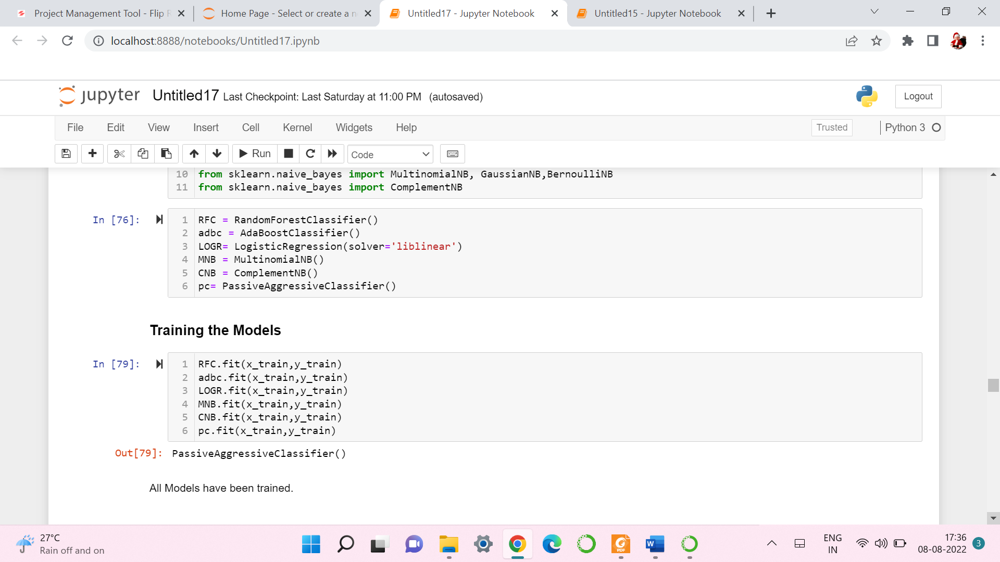 Project Management Tool - Flip R
Home Page - Select or create a n
Untitled17 - Jupyter Notebook
Untitled15 - Jupyter Notebook
localhost:8888/notebooks/Untitled17.ipynb
jupyter Untitled17 Last Checkpoint: Last Saturday at 11:00 PM (autosaved)
Logout
File Edit View Insert Cell Kernel Widgets Help
Trusted
Python 3
Run
Code
10 from sklearn.naive_bayes import MultinomialNB, GaussianNB,BernoulliNB
11 from sklearn.naive_bayes import ComplementNB
In [76]:
1 RFC = RandomForestClassifier()
2 adbc = AdaBoostClassifier()
3 LOGR= LogisticRegression(solver='liblinear')
4 MNB = MultinomialNB()
5 CNB = ComplementNB()
6 pc= PassiveAggressiveClassifier()
Training the Models
In [79]:
1 RFC.fit(x_train,y_train)
2 adbc.fit(x_train,y_train)
3 LOGR.fit(x_train,y_train)
4 MNB.fit(x_train,y_train)
5 CNB.fit(x_train,y_train)
6 pc.fit(x_train,y_train)
Out[79]: PassiveAggressiveClassifier()
All Models have been trained.
27°C
Rain off and on
PDF
W
ENG
IN
17:36
08-08-2022
3